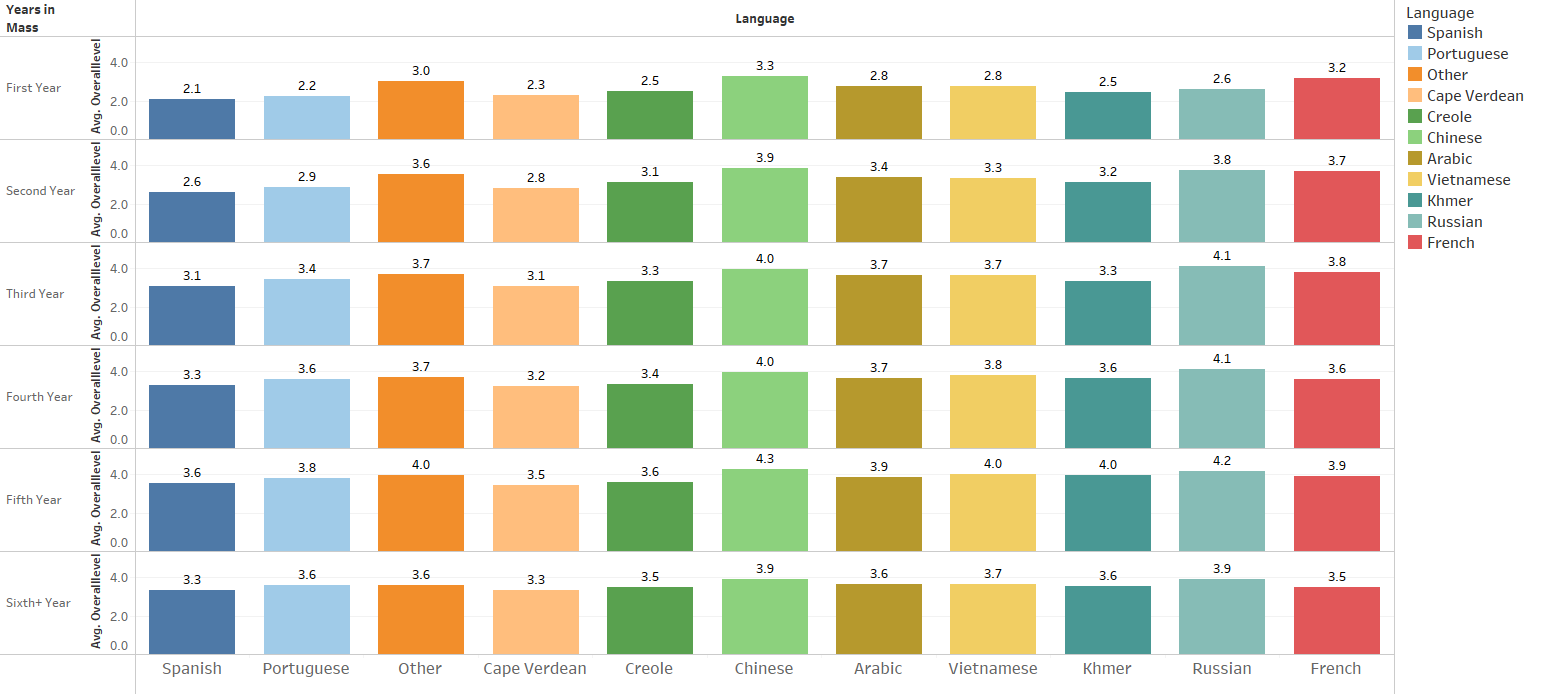 Years in
Mass
Language
First Year
Avg. Overalllevel
4.0
2.0
0.0
2.1 2.2 3.0 2.3 2.5 3.3 2.8 2.8 2.5 2.6 3.2
Second Year
Avg. Overalllevel
4.0
2.0
0.0
2.6 2.9 3.6 2.8 3.1 3.9 3.4 3.3 3.2 3.8 3.7
Third Year
Avg. Overalllevel
4.0
2.0
0.0
3.1 3.4 3.7 3.1 3.3 4.0 3.7 3.7 3.3 4.1 3.8
Fourth Year
Avg. Overalllevel
4.0
2.0
0.0
3.3 3.6 3.7 3.2 3.4 4.0 3.7 3.8 3.6 4.1 3.6
Fifth Year
Avg. Overalllevel
4.0
2.0
0.0
3.6 3.8 4.0 3.5 3.6 4.3 3.9 4.0 4.0 4.2 3.9
Sixth+ Year
Avg. Overalllevel
4.0
2.0
0.0
3.3 3.6 3.6 3.3 3.5 3.9 3.6 3.7 3.6 3.9 3.5
Spanish Portuguese Other Cape Verdean Creole Chinese Arabic Vietnamese Khmer Russian French
Language
Spanish
Portuguese
Other
Cape Verdean
Creole
Chinese
Arabic
Vietnamese
Khmer
Russian
French